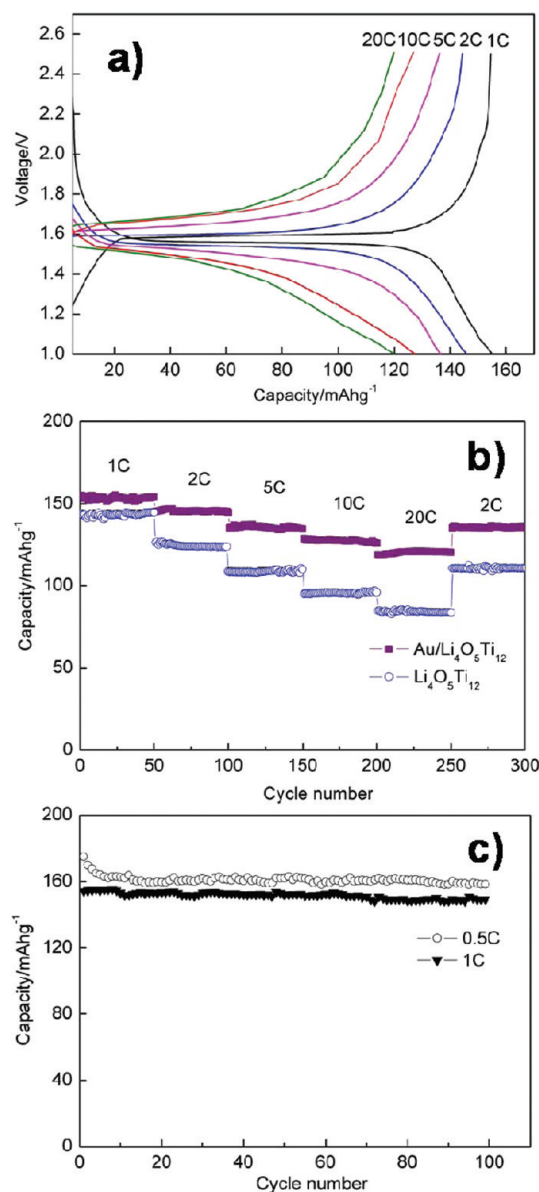 a)
20C 10C 5C 2C 1C
2.6
2.4
2.2
2.0
1.8
1.6
1.4
1.2
1.0
Voltage/V
20 40 60 80 100 120 140 160
Capacity/mAhg-1
b)
200
150
100
50
0
Capacity/mAhg-1
1C 2C 5C 10C 20C 2C
Au/Li4O5Ti12
Li4O5Ti12
0 50 100 150 200 250 300
Cycle number
c)
200
160
120
80
40
0
Capacity/mAhg-1
0.5C
1C
0 20 40 60 80 100
Cycle number